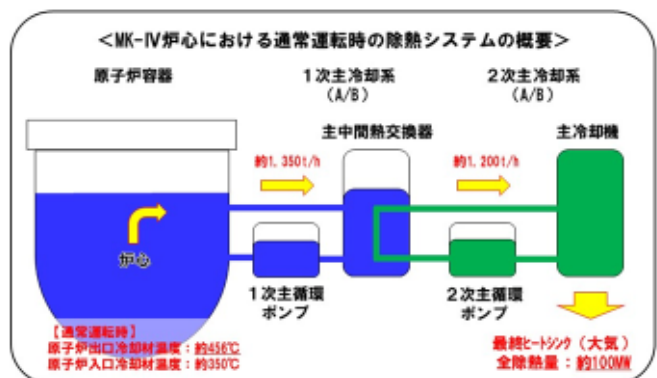 ＜MK-Ⅳ炉心における通常運転時の除熱システムの概要＞
原子炉容器
１次主冷却系
（A/B）
２次主冷却系
（A/B）
主中間熱交換器
主冷却機
約1,350t/h
約1,200t/h
炉心
１次主循環
ポンプ
２次主循環
ポンプ
【通常運転時】
原子炉出口冷却材温度：約456℃
原子炉入口冷却材温度：約350℃
最終ヒートシンク（大気）
全除熱量：約100MW